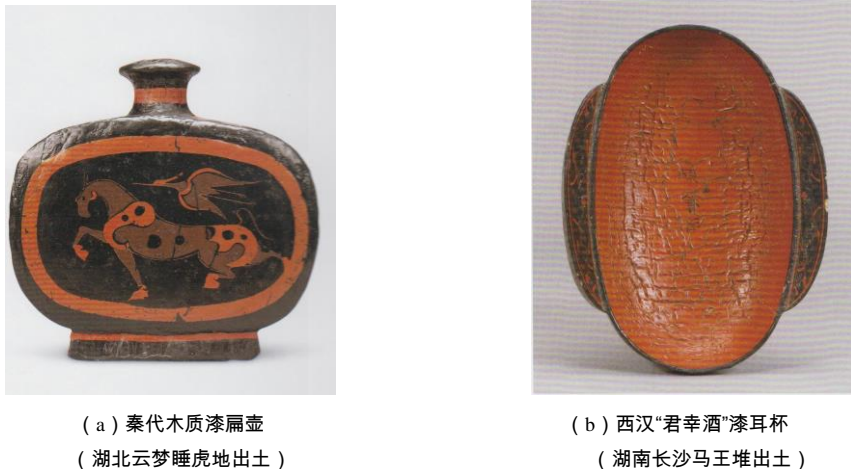 （a）秦代木质漆扁壶
（湖北云梦睡虎地出土）
（b）西汉“君幸酒”漆耳杯
（湖南长沙马王堆出土）